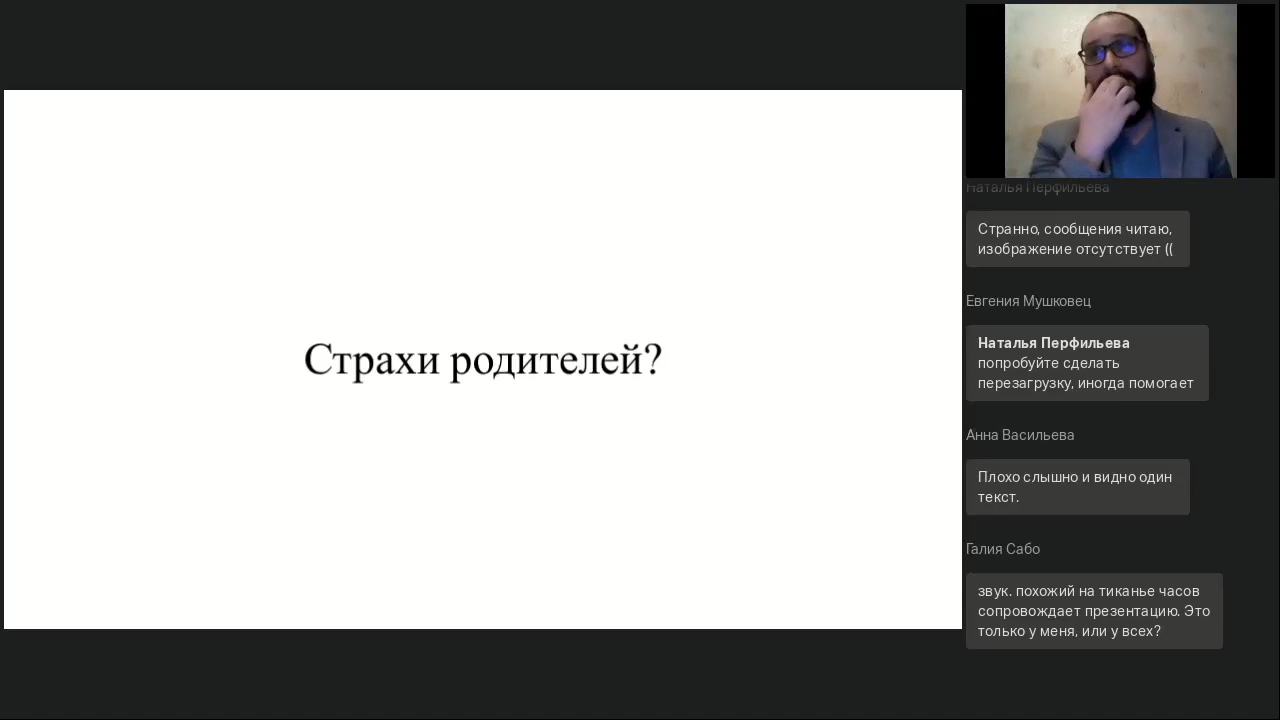 Страхи родителей?
Наталья Перфильева
Странно, сообщения читаю,
изображение отсутствует ((
Евгения Мушковец
Наталья Перфильева
попробуйте сделать
перезагрузку, иногда помогает
Анна Васильева
Плохо слышно и видно один
текст.
Галия Сабо
звук. похожий на тиканье часов
сопровождает презентацию. Это
только у меня, или у всех?